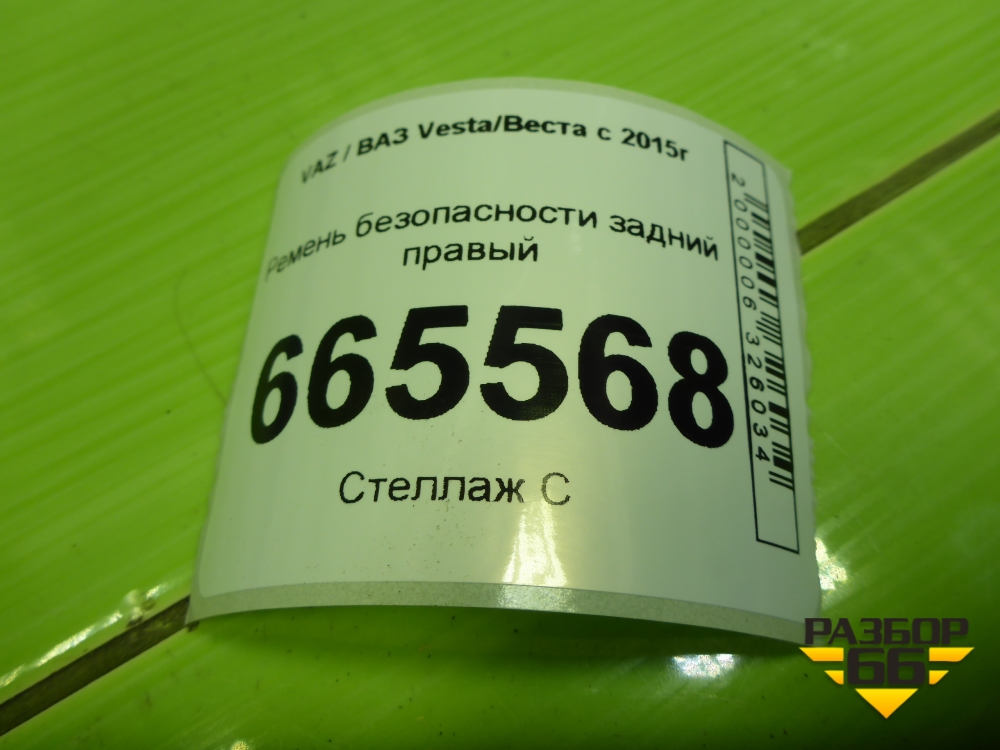 VAZ / ВАЗ Vesta/Веста с 2015г
Ремень безопасности задний
правый
665568
Стеллаж С
2000006326034
РАЗБОР
66